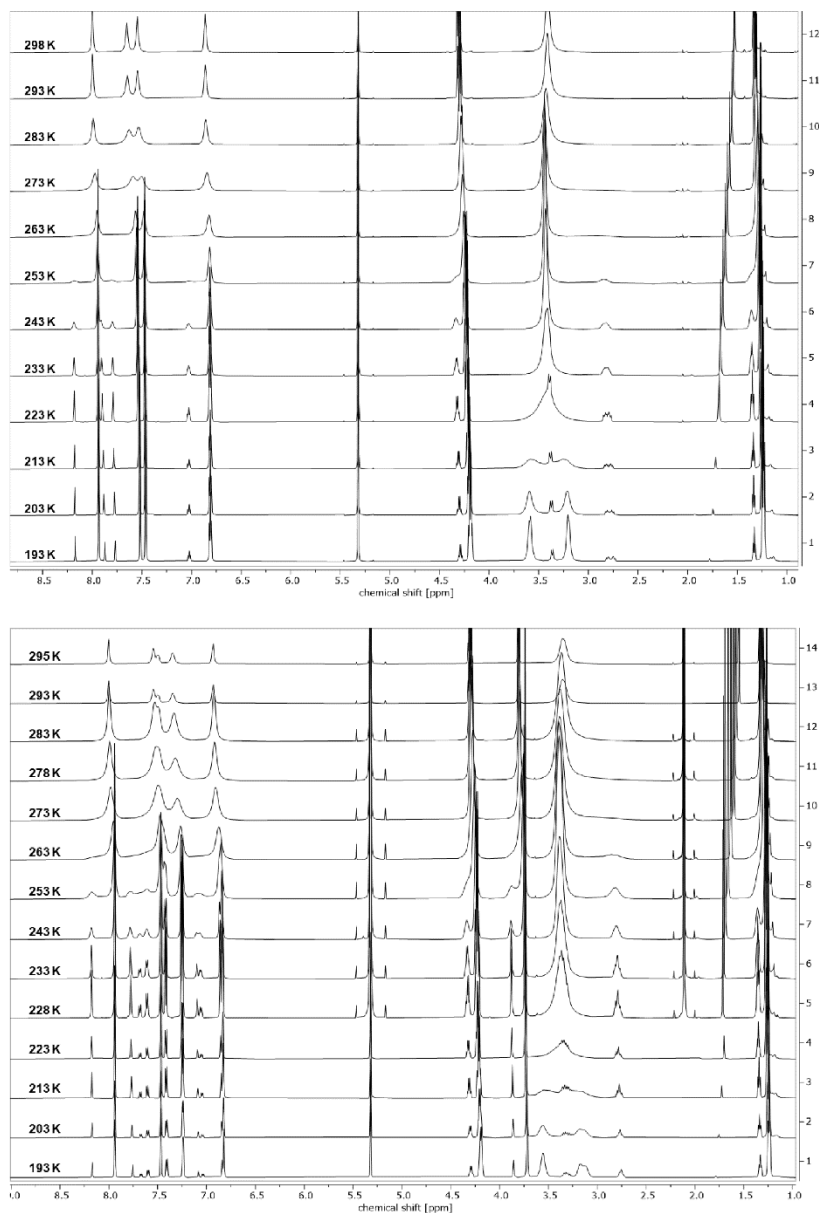 298 K 12
293 K 11
283 K 10
273 K 9
263 K 8
253 K 7
243 K 6
233 K 5
223 K 4
213 K 3
203 K 2
193 K 1
8.5 8.0 7.5 7.0 6.5 6.0 5.5 5.0 4.5 4.0 3.5 3.0 2.5 2.0 1.5 1.0
chemical shift [ppm]
295 K 14
293 K 13
283 K 12
278 K 11
273 K 10
263 K 9
253 K 8
243 K 7
233 K 6
228 K 5
223 K 4
213 K 3
203 K 2
193 K 1
.0 8.5 8.0 7.5 7.0 6.5 6.0 5.5 5.0 4.5 4.0 3.5 3.0 2.5 2.0 1.5 1.0
chemical shift [ppm]